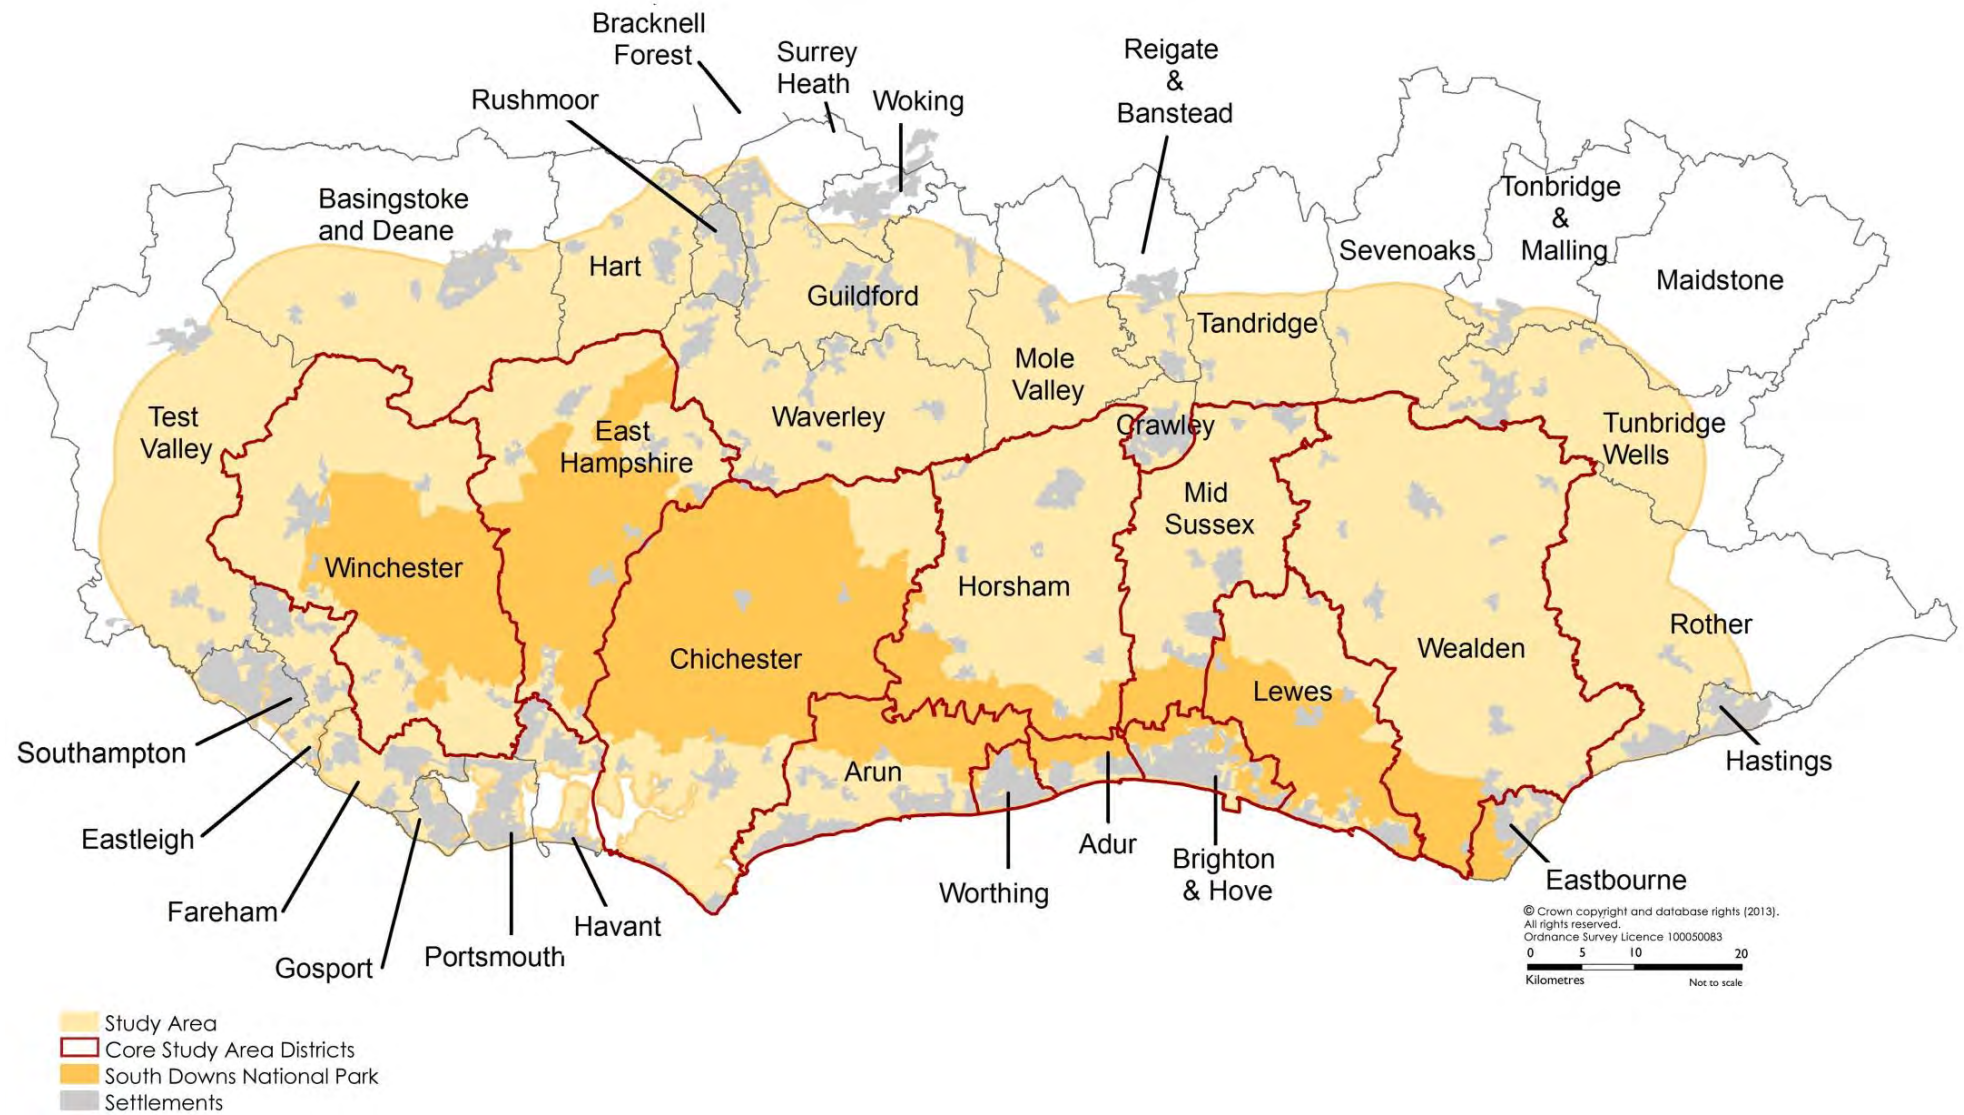 Bracknell
Forest
Surrey
Heath
Reigate
&
Banstead
Rushmoor
Woking
Basingstoke
and Deane
Tonbridge
&
Malling
Sevenoaks
Maidstone
Hart
Guildford
Tandridge
Mole
Valley
Test
Valley
Waverley
Crawley
Tunbridge
Wells
East
Hampshire
Mid
Sussex
Winchester
Horsham
Rother
Chichester
Wealden
Lewes
Southampton
Arun
Hastings
Eastleigh
Adur
Brighton
& Hove
Eastbourne
Worthing
Fareham
Havant
Portsmouth
Gosport
© Crown copyright and database rights (2013).
All rights reserved.
Ordnance Survey Licence 100050083
0 5 10 20
Kilometres
Not to scale
Study Area
Core Study Area Districts
South Downs National Park
Settlements